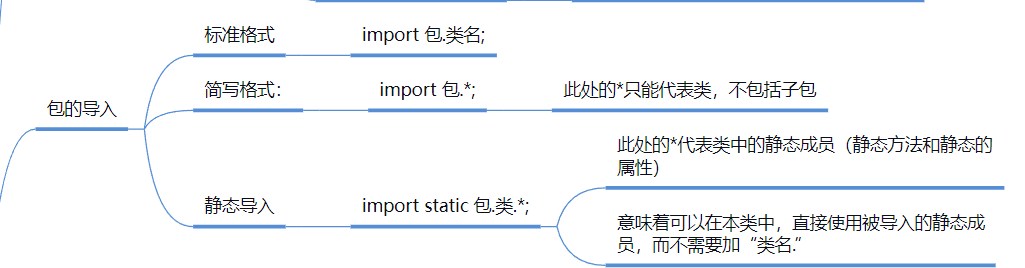 包的导入
标准格式
import 包.类名;
简写格式：
import 包.*;
此处的*只能代表类，不包括子包
静态导入
import static 包.类.*;
此处的*代表类中的静态成员（静态方法和静态的
属性）
意味着可以在本类中，直接使用被导入的静态成
员，而不需要加“类名.”